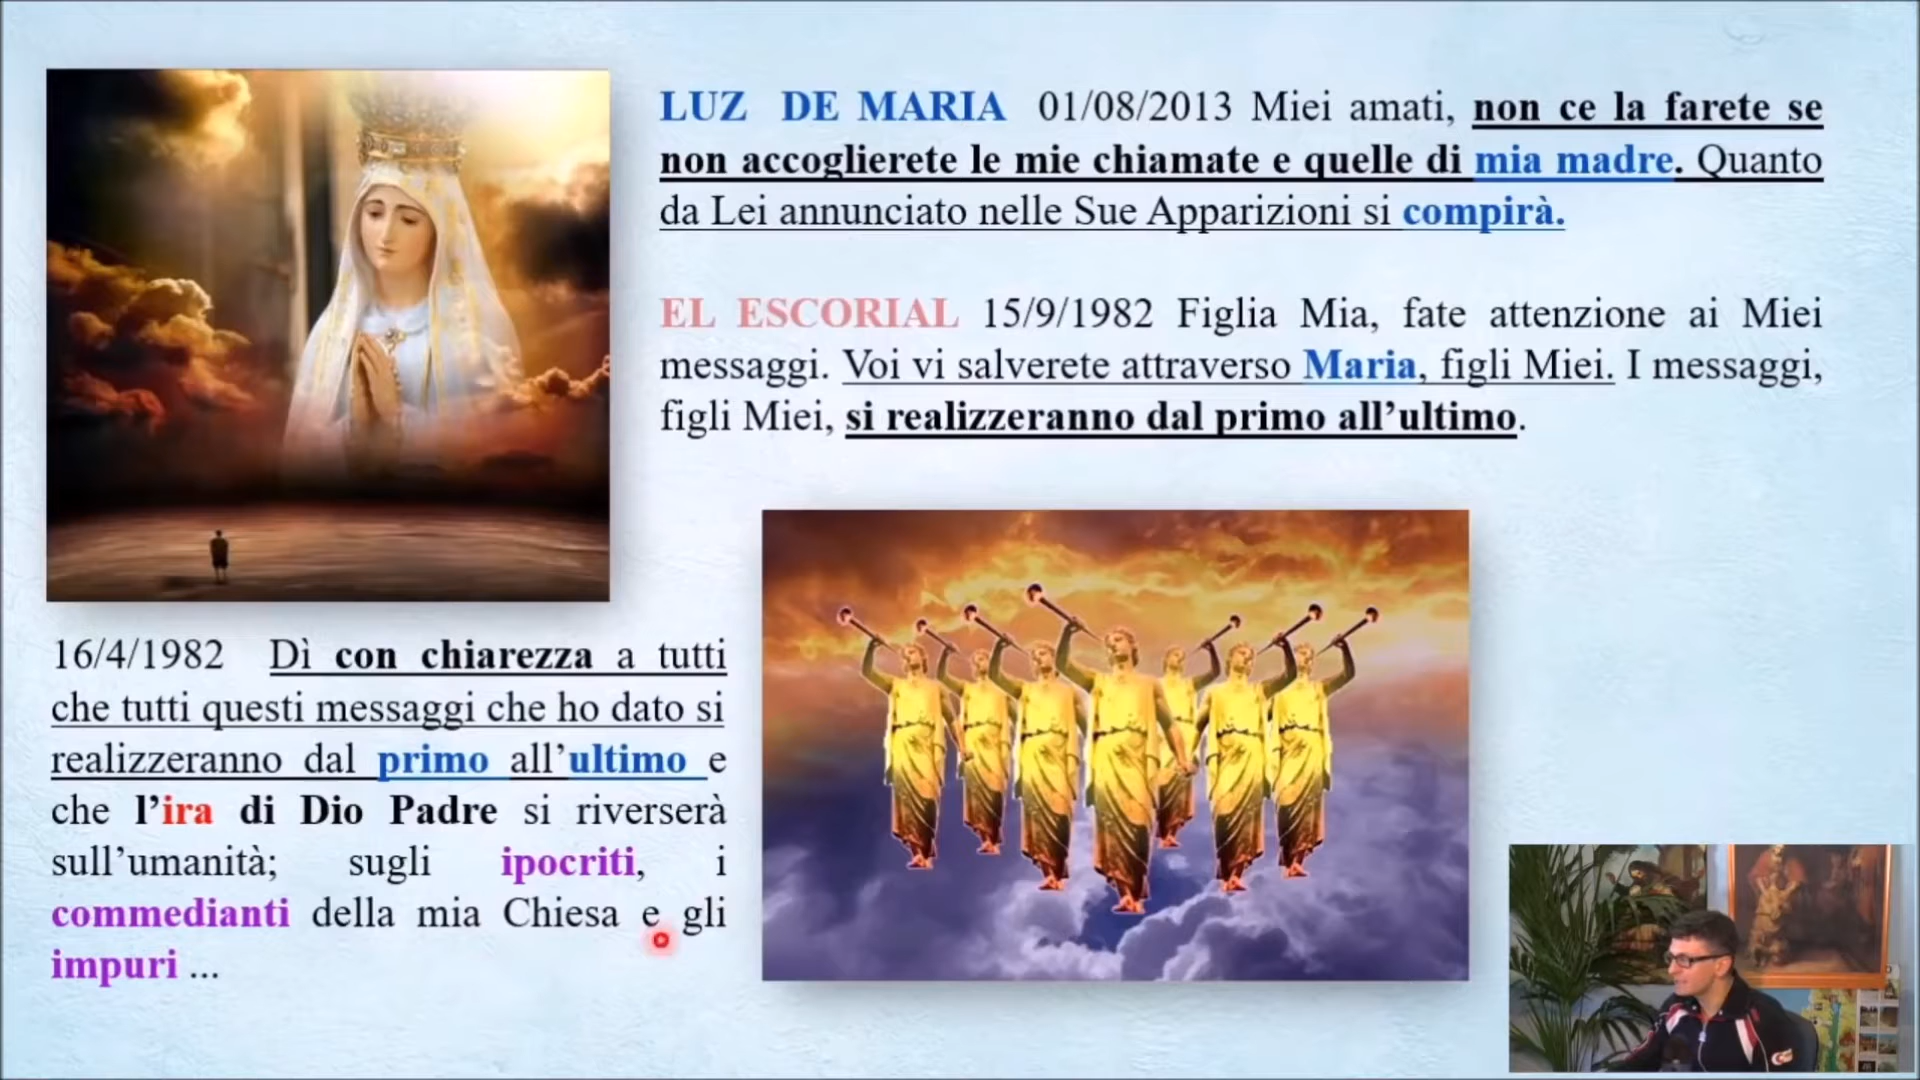 LUZ DE MARIA 01/08/2013 Miei amati, non ce la farete se
non accoglierete le mie chiamate e quelle di mia madre. Quanto
da Lei annunciato nelle Sue Apparizioni si compirà.
EL ESCORIAL 15/9/1982 Figlia Mia, fate attenzione ai Miei
messaggi. Voi vi salverete attraverso Maria, figli Miei. I messaggi,
figli Miei, si realizzeranno dal primo all’ultimo.
16/4/1982 Dì con chiarezza a tutti
che tutti questi messaggi che ho dato si
realizzeranno dal primo all’ultimo e
che l’ira di Dio Padre si riverserà
sull’umanità; sugli ipocriti, i
commedianti della mia Chiesa e gli
impuri ...